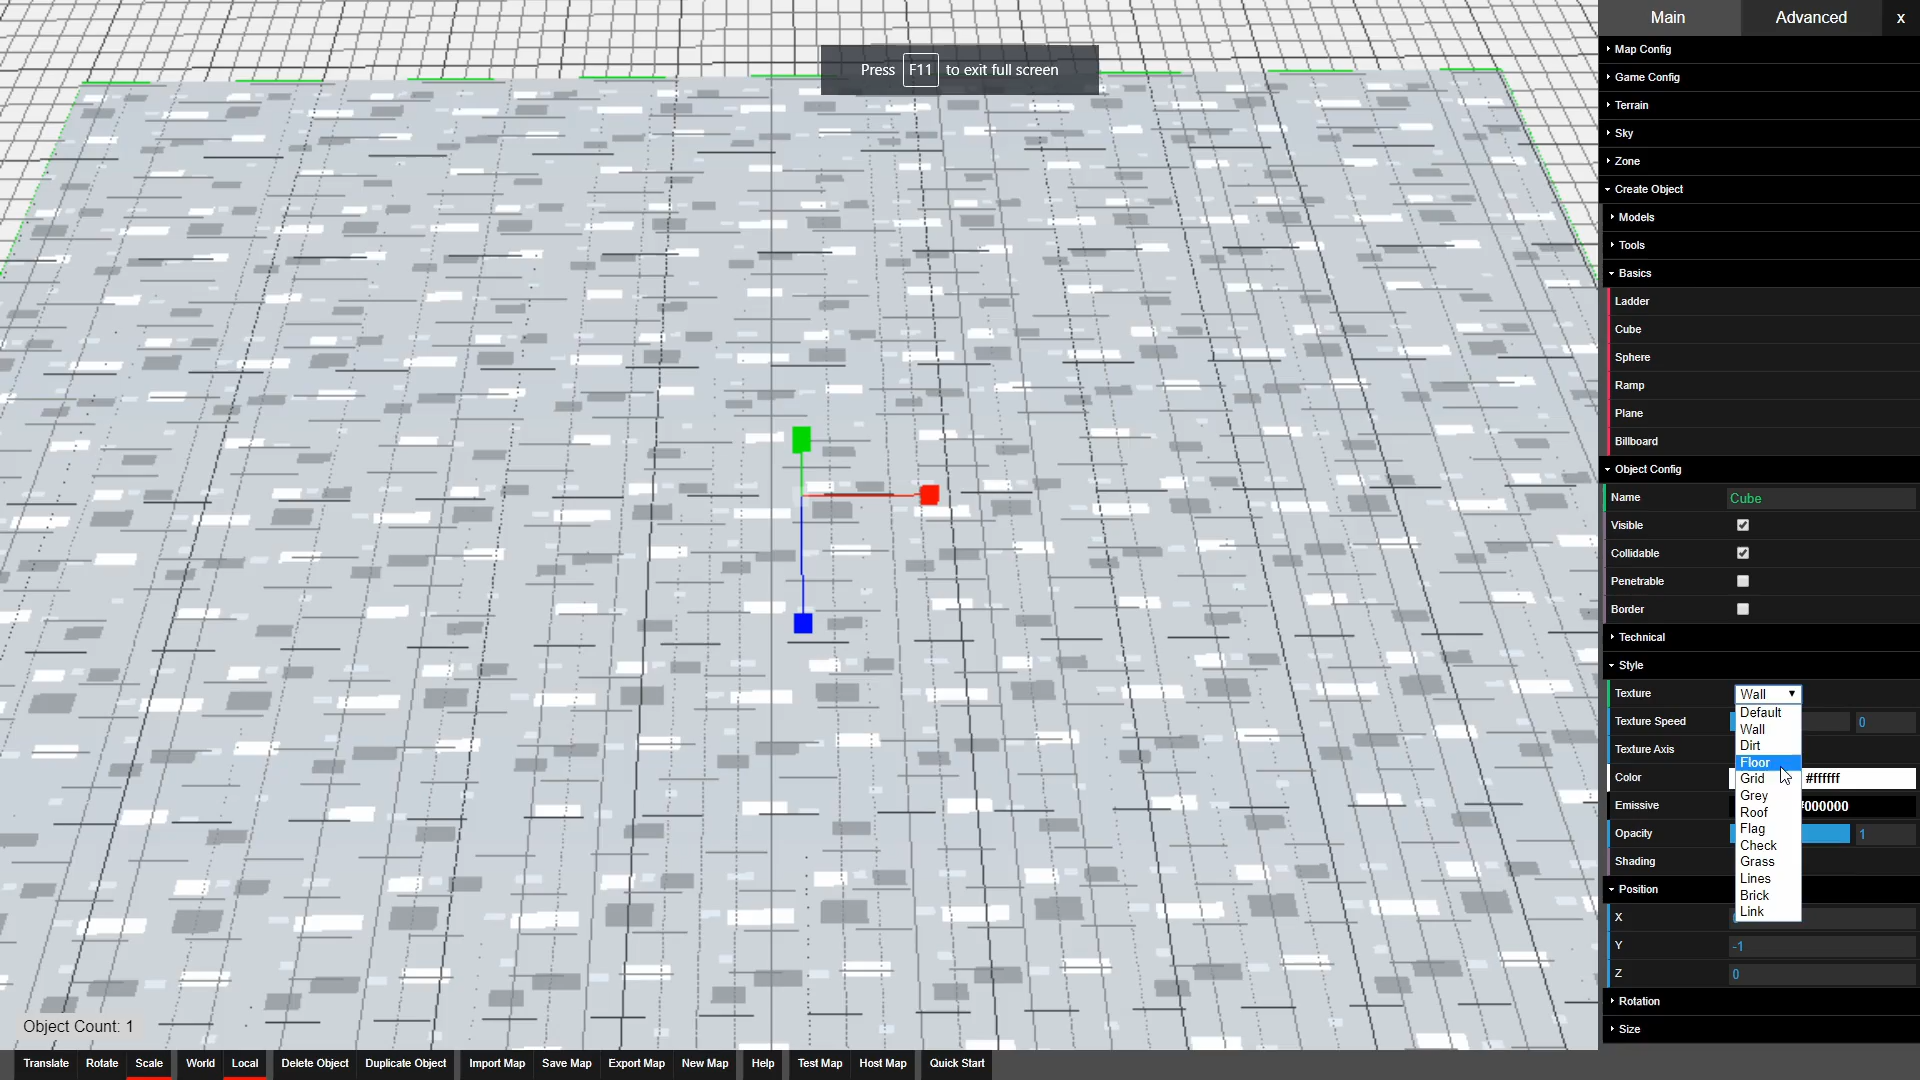 Main Advanced x
Press F11 to exit full screen
Map Config
Game Config
Terrain
Sky
Zone
Create Object
Models
Tools
Basics
Ladder
Cube
Sphere
Ramp
Plane
Billboard
Object Config
Name Cube
Visible
Collidable
Penetrable
Border
Technical
Style
Texture Wall
Default
Texture Speed 0
Wall
Dirt
Texture Axis
Floor
Color #ffffff
Grid
Grey
Emissive #000000
Roof
Flag
Opacity 1
Check
Shading
Grass
Lines
Position
Brick
Link
X
Y -1
Z 0
Rotation
Size
Object Count: 1
Translate Rotate Scale World Local Delete Object Duplicate Object Import Map Save Map Export Map New Map Help Test Map Host Map Quick Start